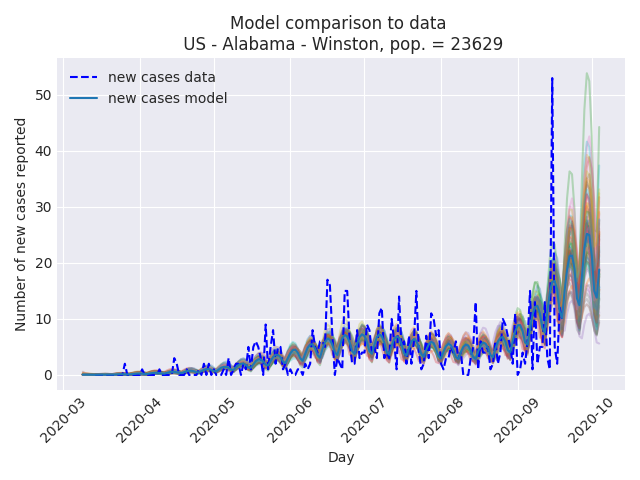 Model comparison to data
US - Alabama - Winston, pop. = 23629
new cases data
new cases model
Number of new cases reported
50
40
30
20
10
0
2020-03
2020-04
2020-05
2020-06
2020-07
2020-08
2020-09
2020-10
Day